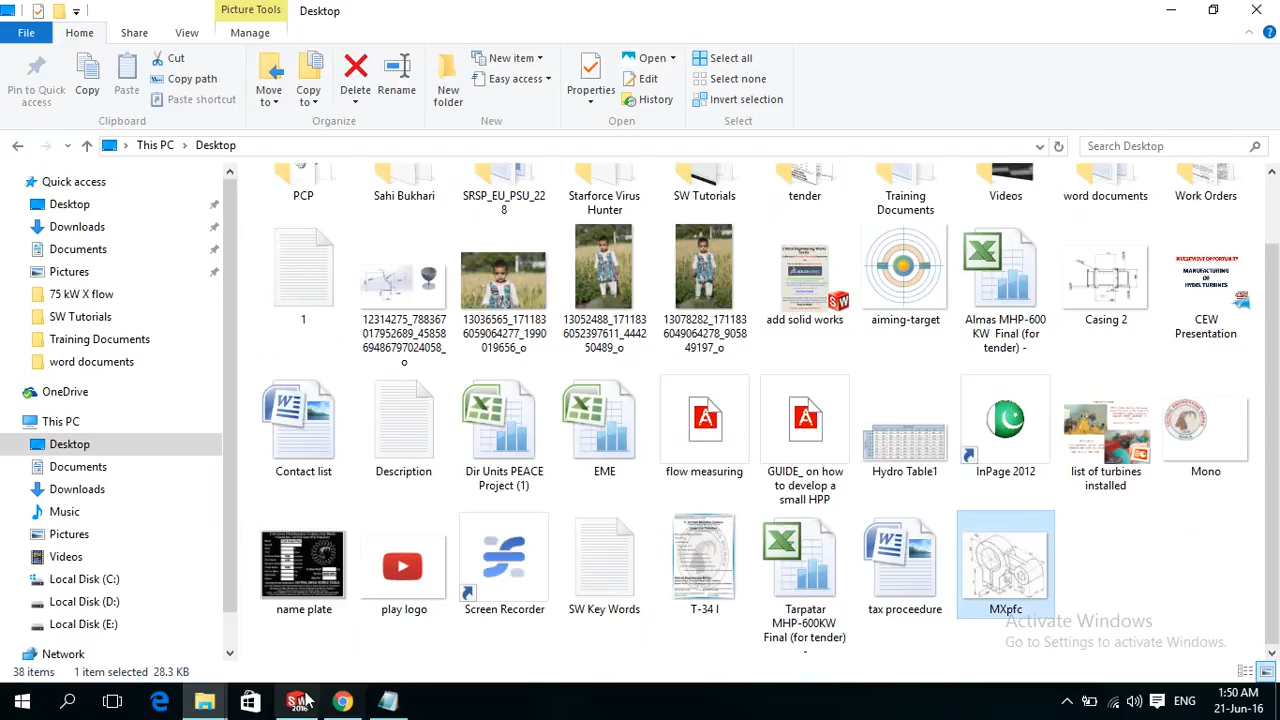 Picture Tools
Desktop
File
Home
Share
View
Manage
Pin to Quick access
Copy
Paste
Cut
Copy path
Paste shortcut
Clipboard
Move to
Copy to
Delete
Rename
Organize
New folder
New item
Easy access
New
Properties
Open
Edit
History
Open
Select all
Select none
Invert selection
Select
This PC
Desktop
Search Desktop
Quick access
Desktop
Downloads
Documents
Pictures
75 kW X flow
SW Tutorials
Training Documents
word documents
OneDrive
This PC
Desktop
Documents
Downloads
Music
Pictures
Videos
Local Disk (C:)
Local Disk (D:)
Local Disk (E:)
Network
PCP
Sahi Bukhari
SRSP_EU_PSU_22
8
Starforce Virus
Hunter
SW Tutorials
tender
Training
Documents
Videos
word documents
Work Orders
1
12314275_788367
017952689_45858
69486797024058_
o
13036565_171183
6059064277_1990
019656_o
13052488_171183
6052397611_4442
50489_o
13078282_171183
6049064278_9058
49197_o
add solid works
aiming-target
Almas MHP-600
KW Final (for
tender) -
Casing 2
INVESTMENT OPPORTUNITY
MANUFACTURING
OF
HYDEL TURBINES
CEW
Presentation
Contact list
Description
Dir Units PEACE
Project (1)
EME
flow measuring
GUIDE_ on how
to develop a
small HPP
Hydro Table1
InPage 2012
list of turbines
installed
Mono
name plate
play logo
Screen Recorder
SW Key Words
T-34 I
Tarpatar
MHP-600KW
Final (for tender)
-
tax proceedure
MXpfc
Activate Windows
Go to Settings to activate Windows.
38 items
1 item selected 28.3 KB
SW
2016
ENG
1:50 AM
21-Jun-16